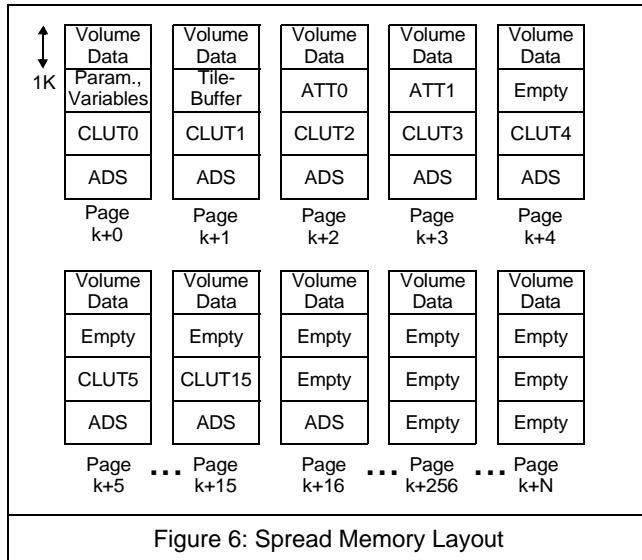 1K
Volume Data Volume Data Volume Data Volume Data Volume Data
Param., Variables Tile-Buffer ATT0 ATT1 Empty
CLUT0 CLUT1 CLUT2 CLUT3 CLUT4
ADS ADS ADS ADS ADS
Page k+0 Page k+1 Page k+2 Page k+3 Page k+4
Volume Data Volume Data Volume Data Volume Data Volume Data
Empty Empty Empty Empty Empty
CLUT5 CLUT15 Empty Empty Empty
ADS ADS ADS Empty Empty
Page k+5 ... Page k+15 Page k+16 ... Page k+256 ... Page k+N
Figure 6: Spread Memory Layout